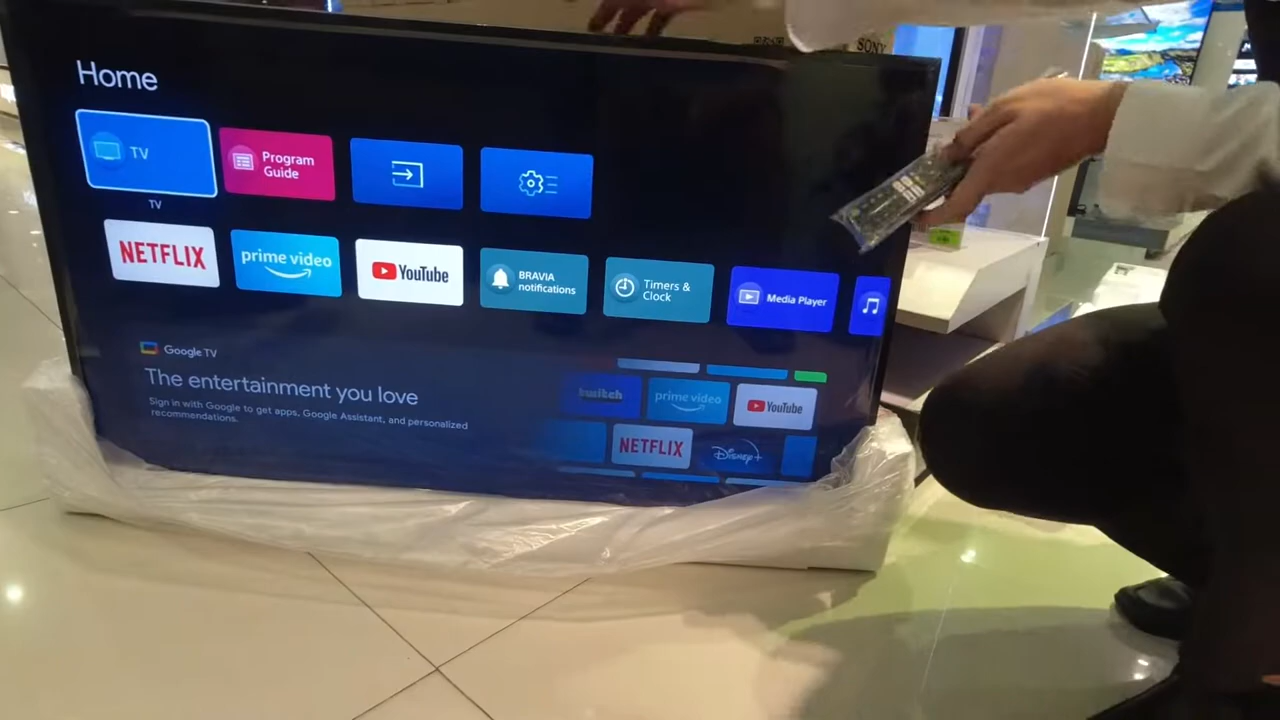 SONY
Home
TV
Program
Guide
TV
NETFLIX
prime video
YouTube
BRAVIA
notifications
Timers &
Clock
Media Player
Google TV
The entertainment you love
Sign in with Google to get apps, Google Assistant, and personalized
recommendations.
twitch
prime video
YouTube
NETFLIX
Disney+